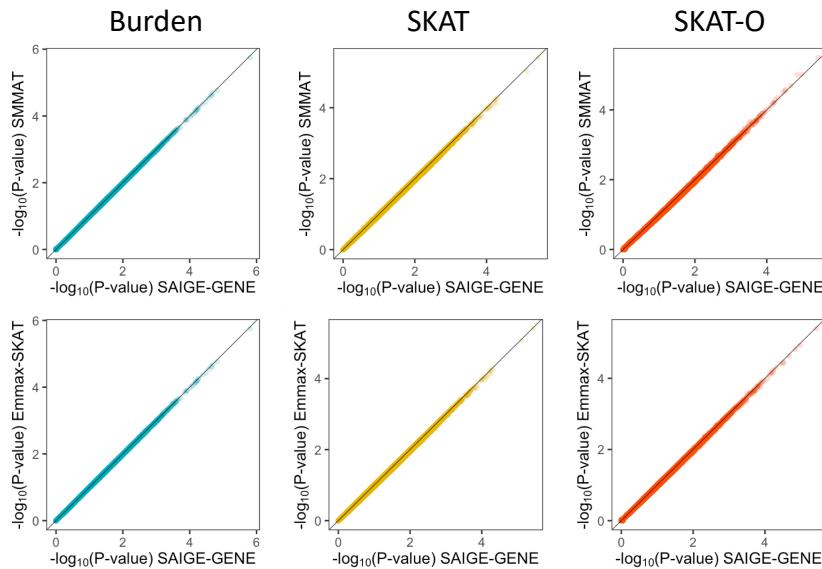 Burden
SKAT
SKAT-O
-log₁₀(P-value) SMMAT
6
4
2
0
0 2 4 6
-log₁₀(P-value) SAIGE-GENE
-log₁₀(P-value) SMMAT
4
2
0
0 2 4
-log₁₀(P-value) SAIGE-GENE
-log₁₀(P-value) SMMAT
4
2
0
0 2 4
-log₁₀(P-value) SAIGE-GENE
-log₁₀(P-value) Emmax-SKAT
6
4
2
0
0 2 4 6
-log₁₀(P-value) SAIGE-GENE
-log₁₀(P-value) Emmax-SKAT
4
2
0
0 2 4
-log₁₀(P-value) SAIGE-GENE
-log₁₀(P-value) Emmax-SKAT
4
2
0
0 2 4
-log₁₀(P-value) SAIGE-GENE